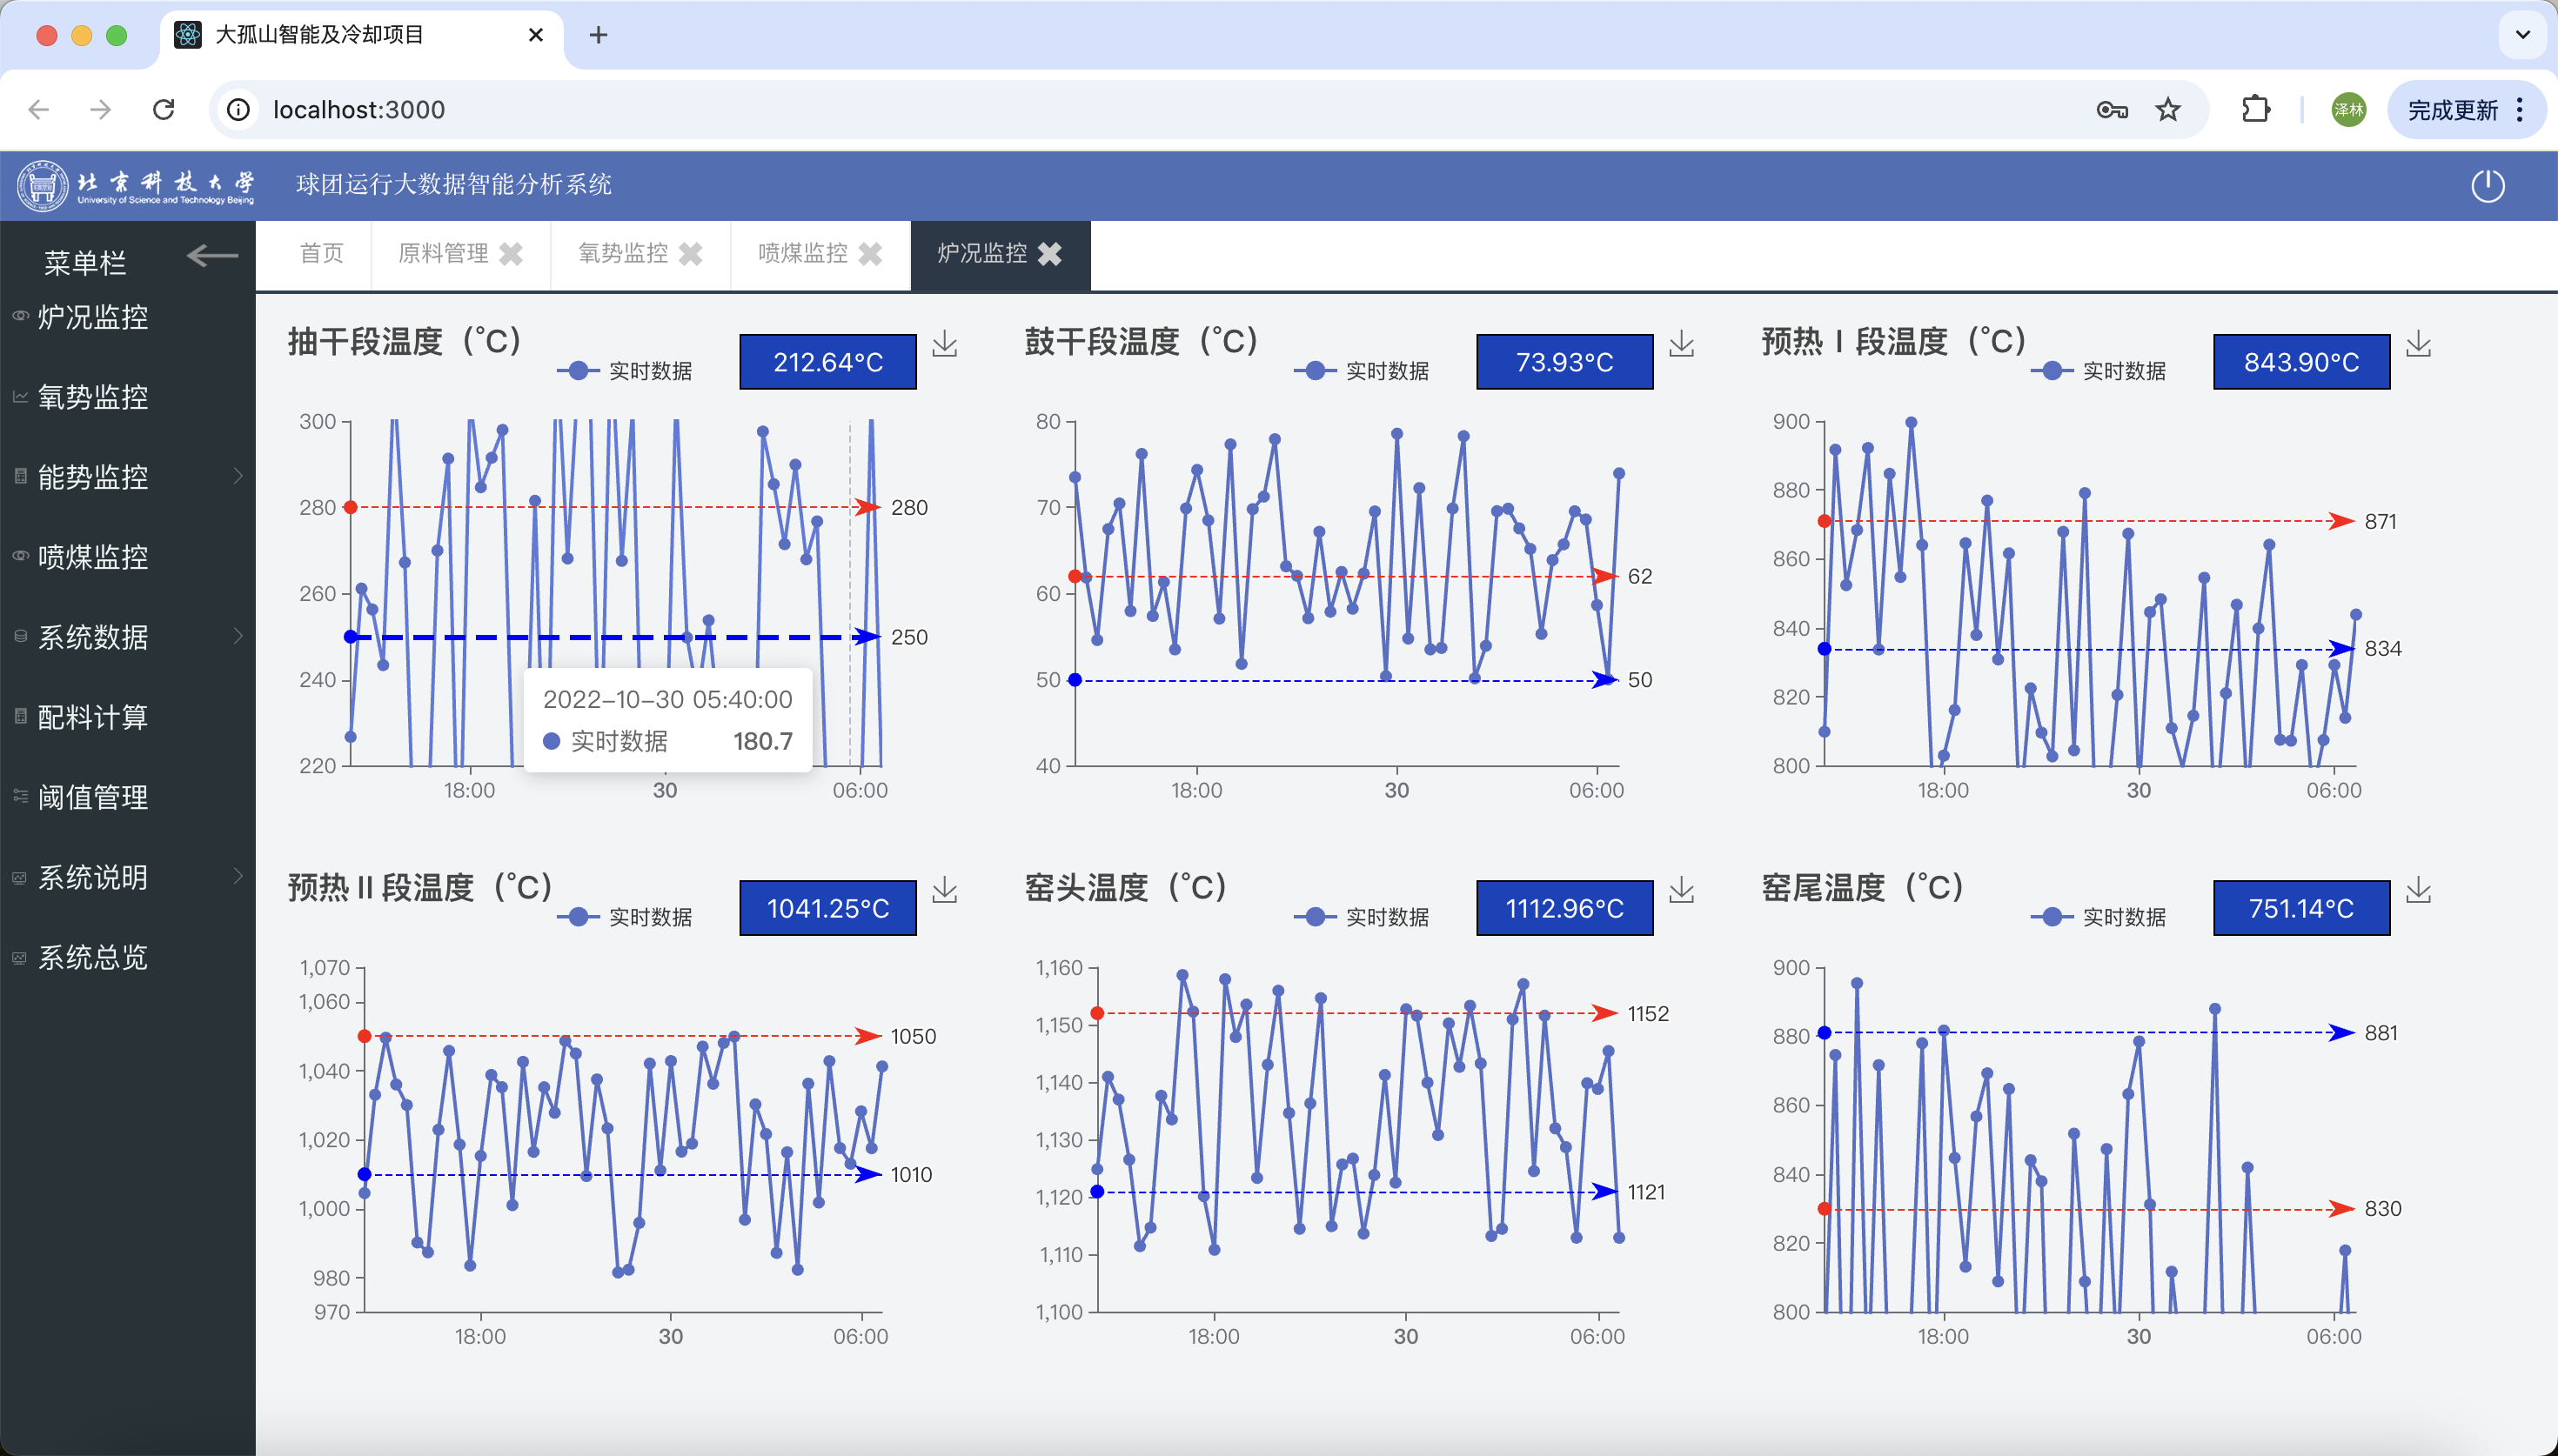 大孤山智能及冷却项目
localhost:3000
泽林
完成更新
北京科技大学
University of Science and Technology Beijing
球团运行大数据智能分析系统
菜单栏
炉况监控
氧势监控
能势监控
喷煤监控
系统数据
配料计算
阈值管理
系统说明
系统总览
首页
原料管理
氧势监控
喷煤监控
炉况监控
抽干段温度（℃）
实时数据
212.64°C
300
280
260
240
220
280
250
2022-10-30 05:40:00
实时数据 180.7
18:00 30 06:00
鼓干段温度（℃）
实时数据
73.93°C
80
70
60
50
40
62
50
18:00 30 06:00
预热 I 段温度（℃）
实时数据
843.90°C
900
880
860
840
820
800
871
834
18:00 30 06:00
预热 II 段温度（℃）
实时数据
1041.25°C
1,070
1,060
1,040
1,020
1,000
980
970
1050
1010
18:00 30 06:00
窑头温度（℃）
实时数据
1112.96°C
1,160
1,150
1,140
1,130
1,120
1,110
1,100
1152
1121
18:00 30 06:00
窑尾温度（℃）
实时数据
751.14°C
900
880
860
840
820
800
881
830
18:00 30 06:00